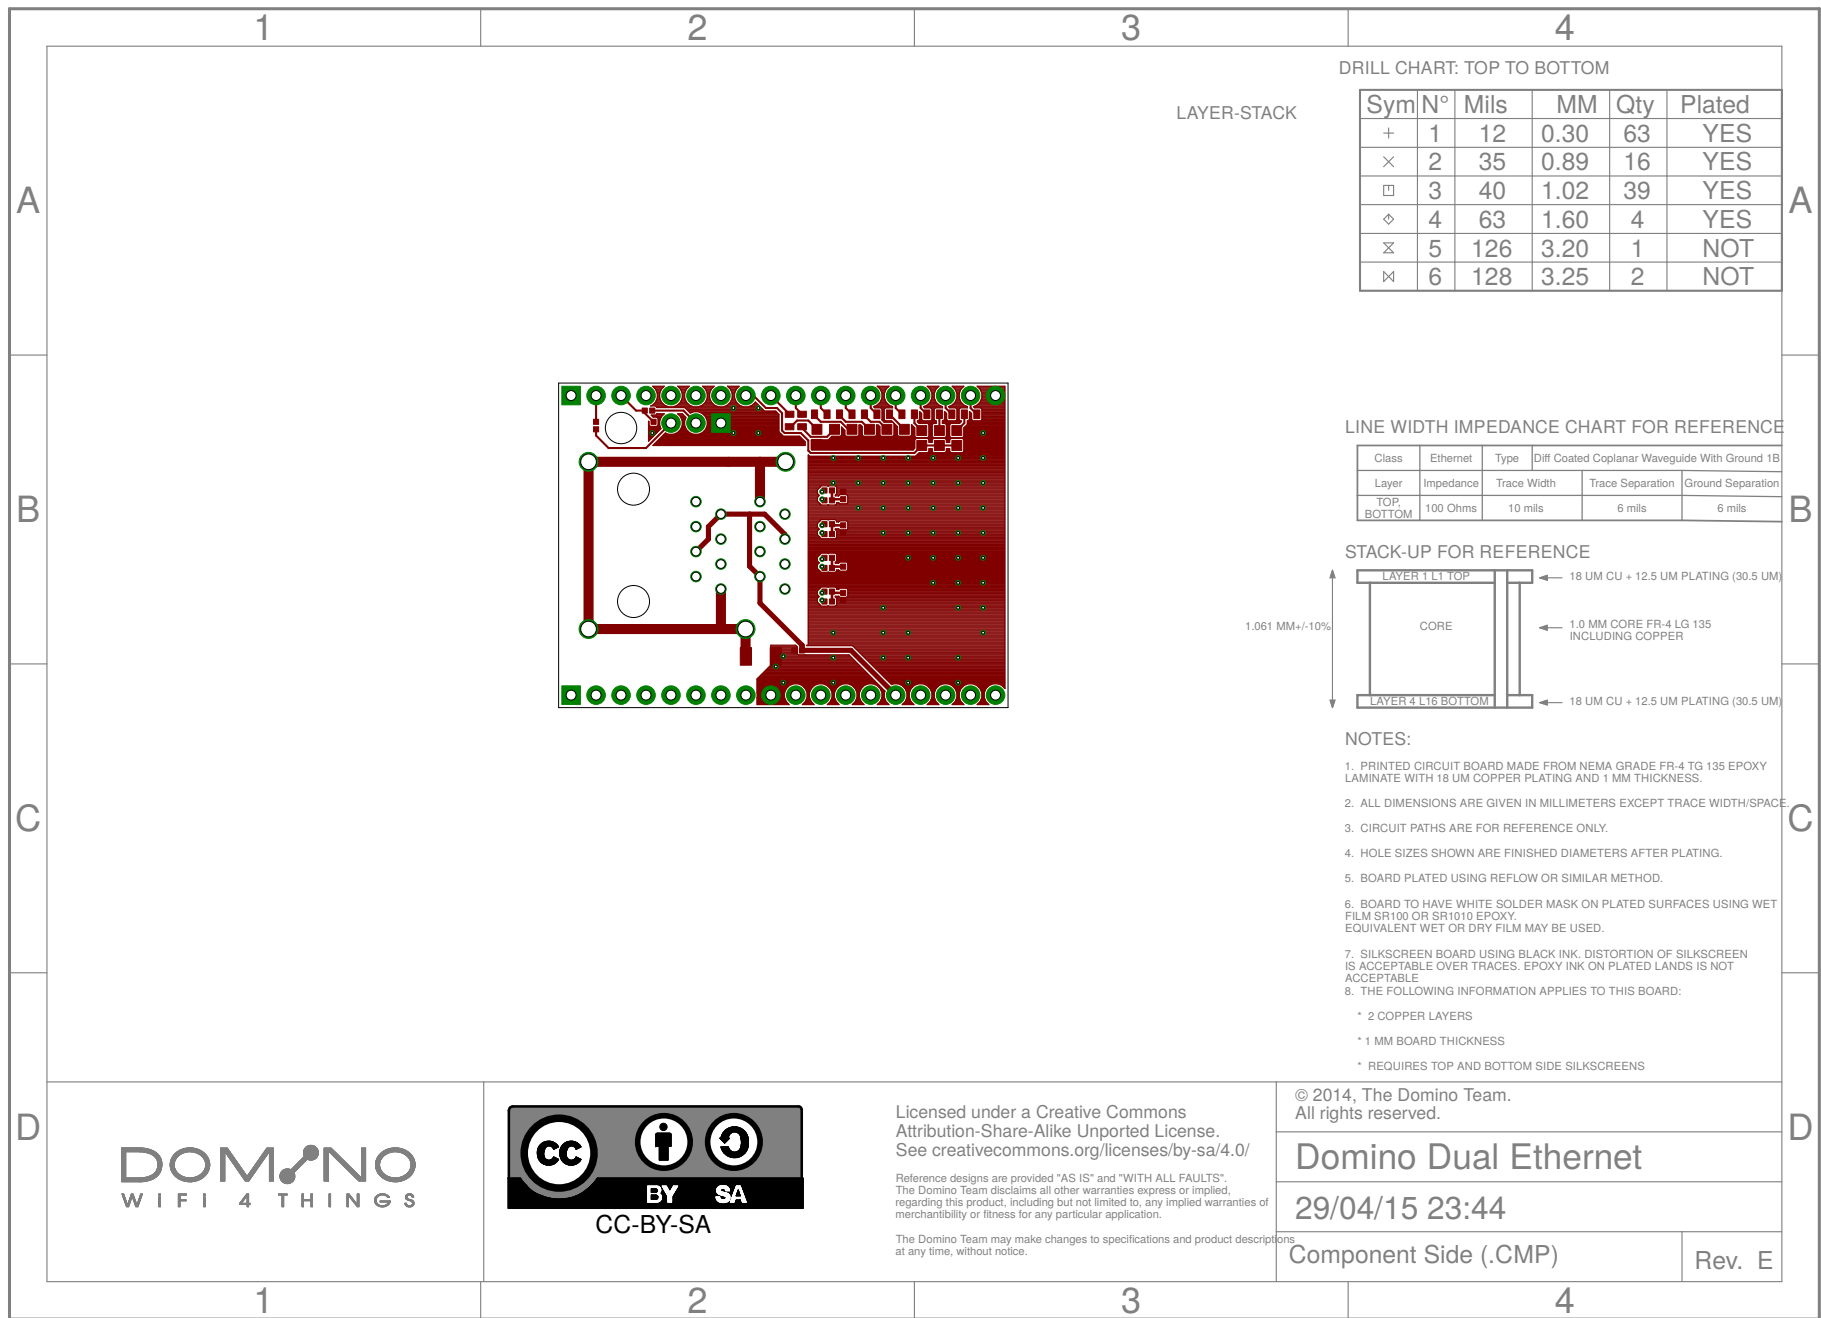 1 2 3 4
DRILL CHART: TOP TO BOTTOM
LAYER-STACK
Sym N° Mils MM Qty Plated
1 12 0.30 63 YES
2 35 0.89 16 YES
3 40 1.02 39 YES
4 63 1.60 4 YES
5 126 3.20 1 NOT
6 128 3.25 2 NOT
A A
LINE WIDTH IMPEDANCE CHART FOR REFERENCE
Class Ethernet Type Diff Coated Coplanar Waveguide With Ground 1B
Layer Impedance Trace Width Trace Separation Ground Separation
TOP,
BOTTOM 100 Ohms 10 mils 6 mils 6 mils
B B
STACK-UP FOR REFERENCE
LAYER 1 L1 TOP 18 UM CU + 12.5 UM PLATING (30.5 UM)
1.061 MM+/-10% CORE 1.0 MM CORE FR-4 LG 135
INCLUDING COPPER
LAYER 4 L16 BOTTOM 18 UM CU + 12.5 UM PLATING (30.5 UM)
NOTES:
1. PRINTED CIRCUIT BOARD MADE FROM NEMA GRADE FR-4 TG 135 EPOXY
LAMINATE WITH 18 UM COPPER PLATING AND 1 MM THICKNESS.
2. ALL DIMENSIONS ARE GIVEN IN MILLIMETERS EXCEPT TRACE WIDTH/SPACE.
C C
3. CIRCUIT PATHS ARE FOR REFERENCE ONLY.
4. HOLE SIZES SHOWN ARE FINISHED DIAMETERS AFTER PLATING.
5. BOARD PLATED USING REFLOW OR SIMILAR METHOD.
6. BOARD TO HAVE WHITE SOLDER MASK ON PLATED SURFACES USING WET
FILM SR100 OR SR1010 EPOXY.
EQUIVALENT WET OR DRY FILM MAY BE USED.
7. SILKSCREEN BOARD USING BLACK INK. DISTORTION OF SILKSCREEN
IS ACCEPTABLE OVER TRACES. EPOXY INK ON PLATED LANDS IS NOT
ACCEPTABLE
8. THE FOLLOWING INFORMATION APPLIES TO THIS BOARD:
* 2 COPPER LAYERS
* 1 MM BOARD THICKNESS
* REQUIRES TOP AND BOTTOM SIDE SILKSCREENS
D D
DOMINO
WIFI 4 THINGS
cc
BY SA
CC-BY-SA
Licensed under a Creative Commons
Attribution-Share-Alike Unported License.
See creativecommons.org/licenses/by-sa/4.0/
Reference designs are provided "AS IS" and "WITH ALL FAULTS".
The Domino Team disclaims all other warranties express or implied,
regarding this product, including but not limited to, any implied warranties of
merchantibility or fitness for any particular application.
The Domino Team may make changes to specifications and product descriptions
at any time, without notice.
© 2014, The Domino Team.
All rights reserved.
Domino Dual Ethernet
29/04/15 23:44
Component Side (.CMP)
Rev. E
1 2 3 4